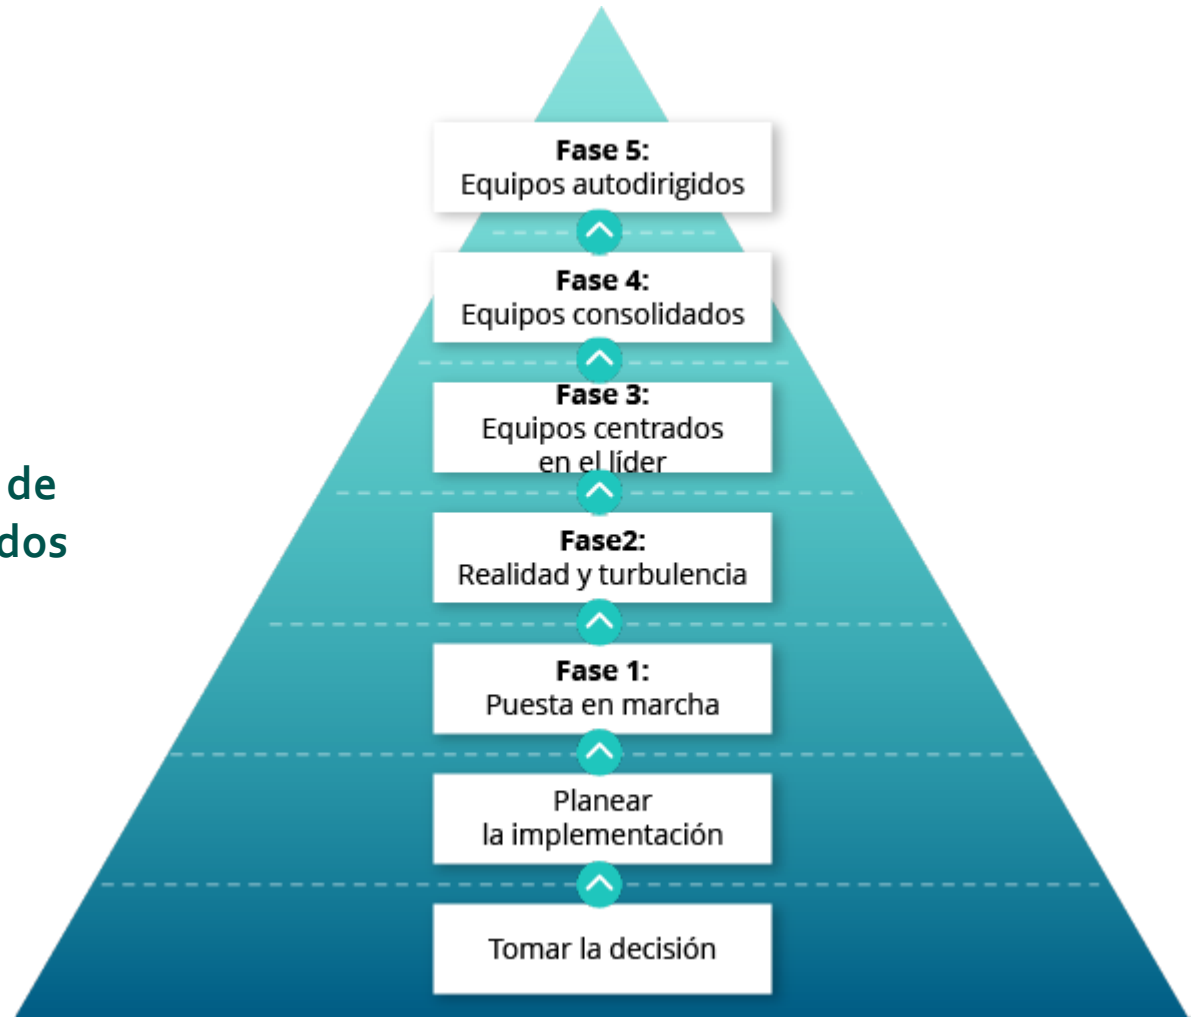 Fase 5:
Equipos autodirigidos
Fase 4:
Equipos consolidados
Fase 3:
Equipos centrados
en el líder
de
Fase2:
Realidad y turbulencia
Fase 1:
Puesta en marcha
Planear
la implementación
Tomar la decisión